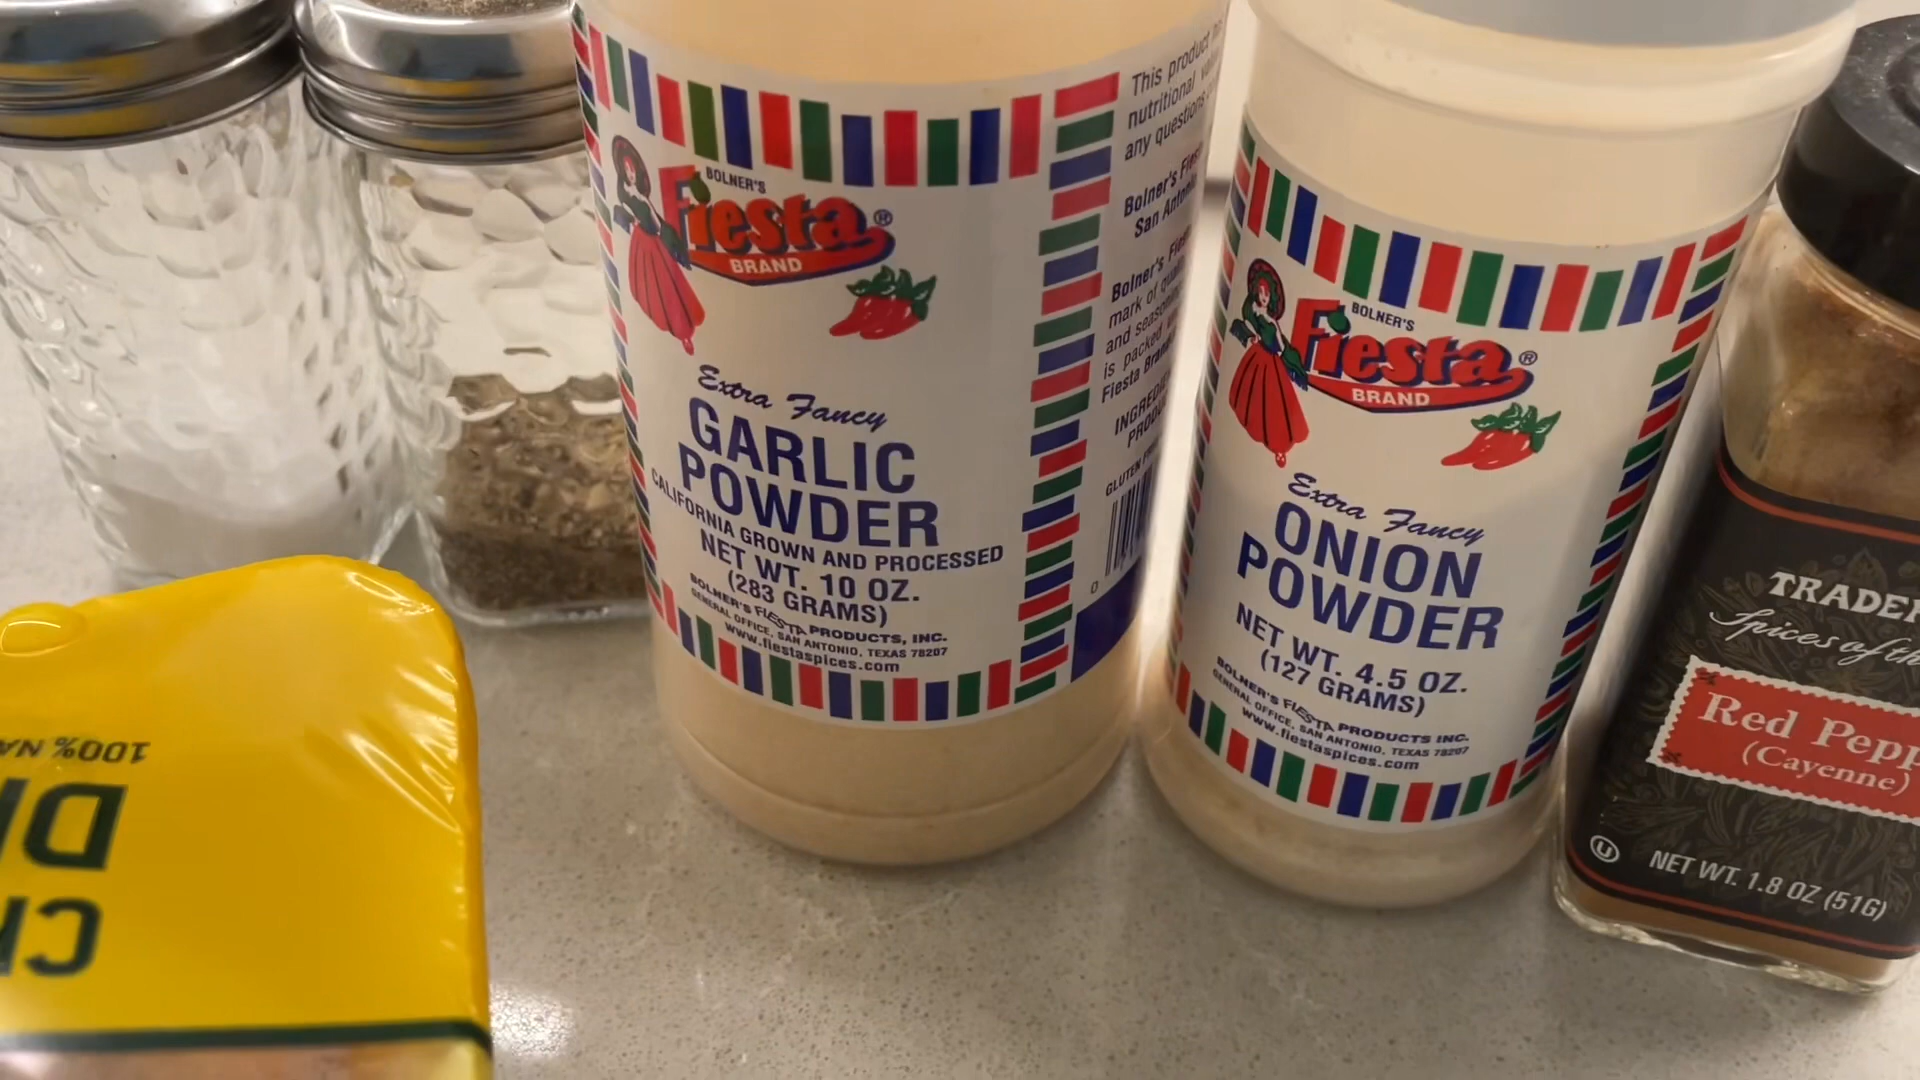 BOLNER'S
Fiesta®
BRAND
Extra Fancy
GARLIC
POWDER
CALIFORNIA GROWN AND PROCESSED
NET WT. 10 OZ.
(283 GRAMS)
BOLNER'S FIESTA PRODUCTS, INC.
GENERAL OFFICE, SAN ANTONIO, TEXAS 78207
www.fiestaspices.com
This product
nutritional
any questions
Bolner's Fiesta
San Antonio
Bolner's
mark of
and
is packed
Fiesta Brand
GLUTEN
BOLNER'S
Fiesta®
BRAND
Extra Fancy
ONION
POWDER
NET WT. 4.5 OZ.
(127 GRAMS)
BOLNER'S FIESTA PRODUCTS INC.
GENERAL OFFICE, SAN ANTONIO, TEXAS 78207
www.fiestaspices.com
TRADER
Spices of the
Red Pepp
(Cayenne)
U
NET WT. 1.8 OZ (51G)
100% NA